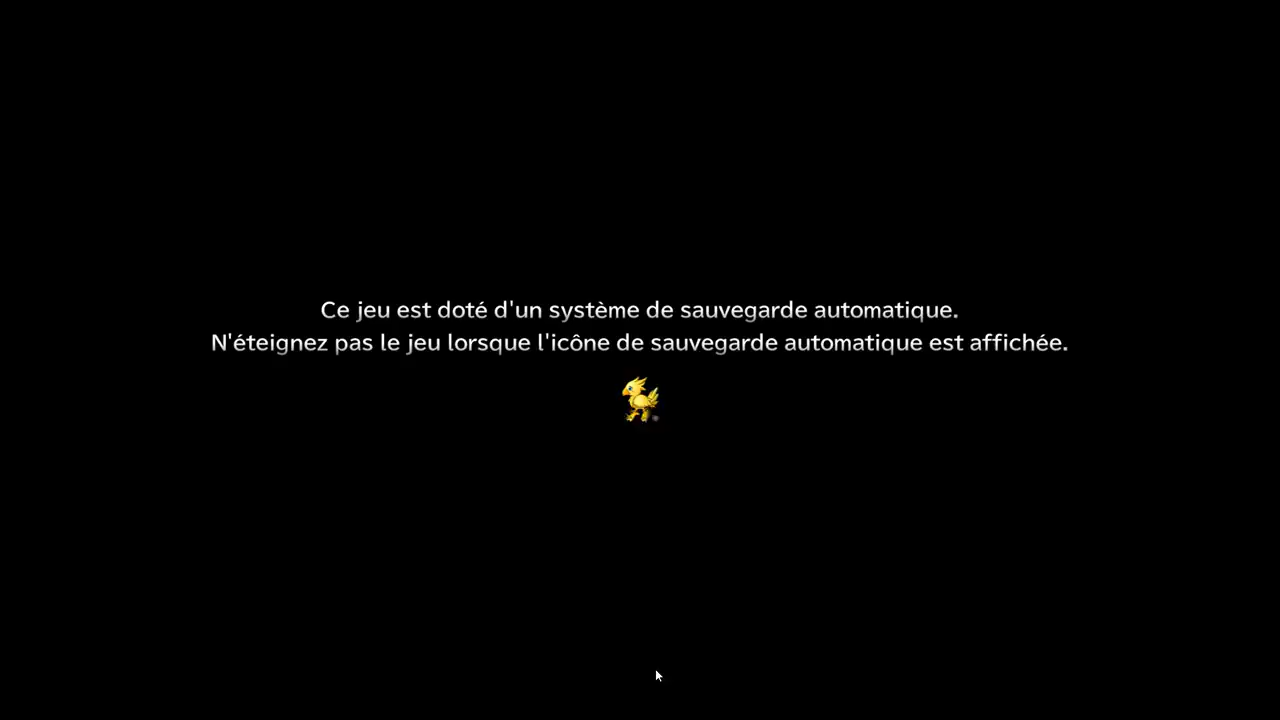 Ce jeu est doté d'un système de sauvegarde automatique.
N'éteignez pas le jeu lorsque l'icône de sauvegarde automatique est affichée.